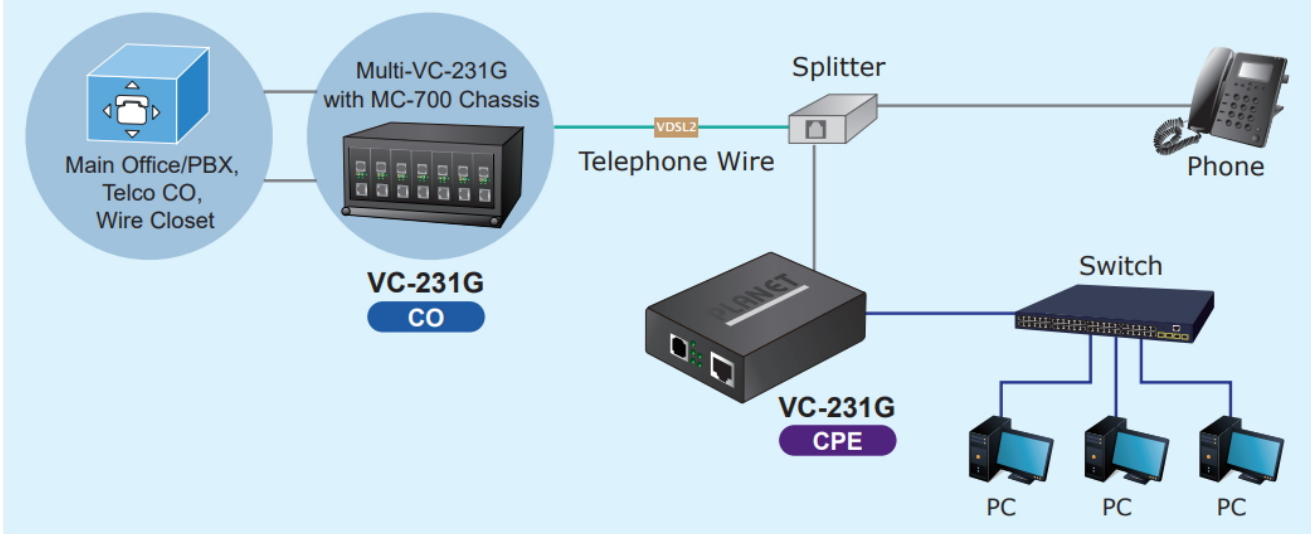 Main Office/PBX,
Telco CO,
Wire Closet
Multi-VC-231G
with MC-700 Chassis
VC-231G
CO
VDSL2
Telephone Wire
Splitter
Phone
PLANET
VC-231G
CPE
Switch
PC
PC
PC